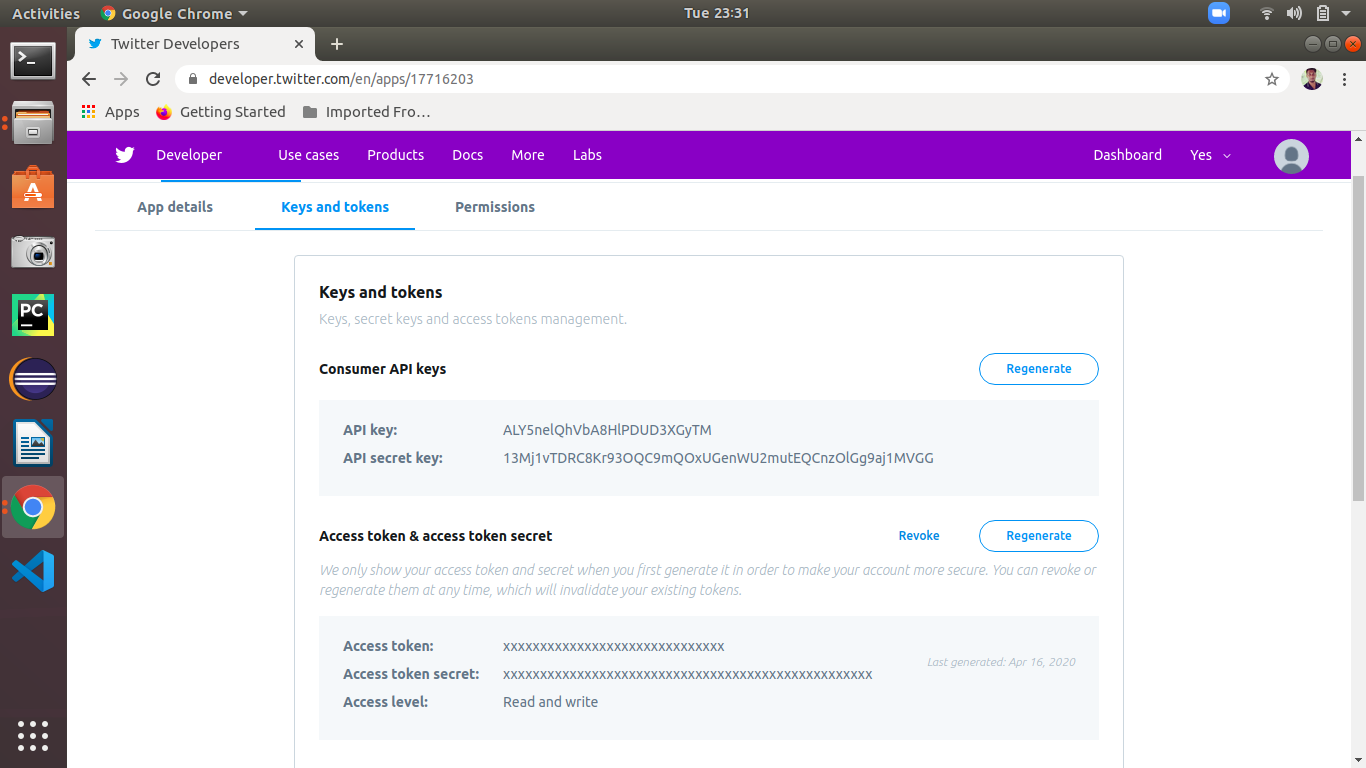 Activities
Google Chrome
Tue 23:31
Twitter Developers
developer.twitter.com/en/apps/17716203
Apps
Getting Started
Imported Fro…
Developer
Use cases
Products
Docs
More
Labs
Dashboard
Yes
App details
Keys and tokens
Permissions
Keys and tokens
Keys, secret keys and access tokens management.
Consumer API keys
Regenerate
API key: ALY5nelQhVbA8HlPDUD3XGyTM
API secret key: 13Mj1vTDRC8Kr93OQC9mQOxUGenWU2mutEQCnzOlGg9aj1MVGG
Access token & access token secret
Revoke
Regenerate
We only show your access token and secret when you first generate it in order to make your account more secure. You can revoke or
regenerate them at any time, which will invalidate your existing tokens.
Access token: xxxxxxxxxxxxxxxxxxxxxxxxxxxxxx
Last generated: Apr 16, 2020
Access token secret: xxxxxxxxxxxxxxxxxxxxxxxxxxxxxxxxxxxxxxxxxxxxxxxxxx
Access level: Read and write
PC